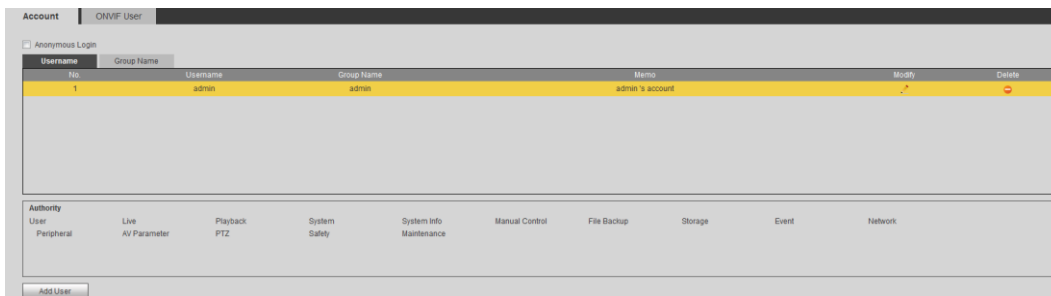 Account ONVIF User
Anonymous Login
Username Group Name
No. Username Group Name Memo Modify Delete
1 admin admin admin 's account
Authority
User Live Playback System System Info Manual Control File Backup Storage Event Network
Peripheral AV Parameter PTZ Safety Maintenance
Add User